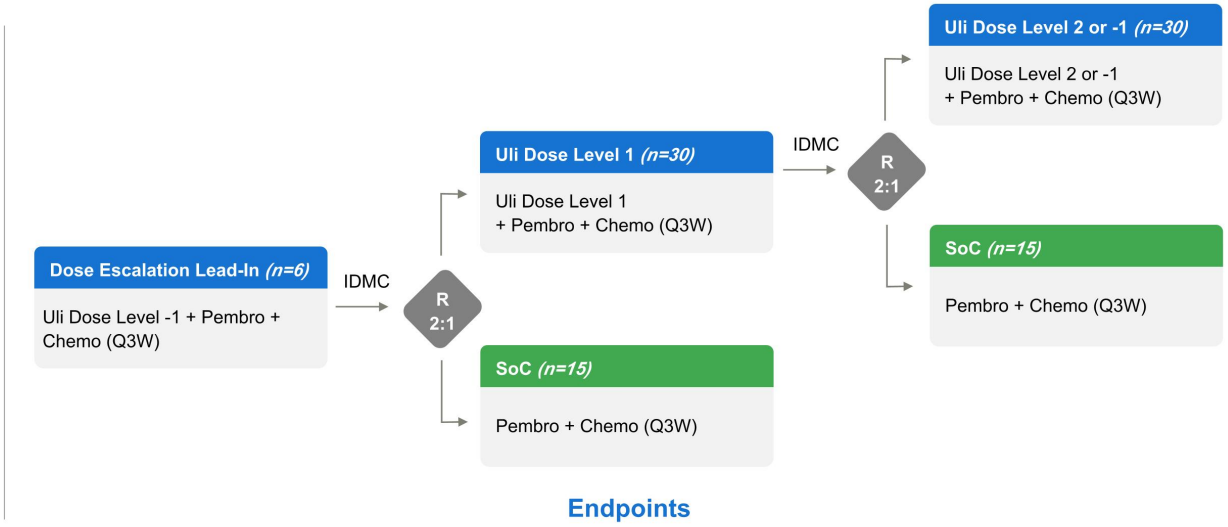 Dose Escalation Lead-In (n=6)
Uli Dose Level -1 + Pembro +
Chemo (Q3W)
IDMC
R
2:1
Uli Dose Level 1 (n=30)
Uli Dose Level 1
+ Pembro + Chemo (Q3W)
SoC (n=15)
Pembro + Chemo (Q3W)
IDMC
R
2:1
Uli Dose Level 2 or -1 (n=30)
Uli Dose Level 2 or -1
+ Pembro + Chemo (Q3W)
SoC (n=15)
Pembro + Chemo (Q3W)
Endpoints